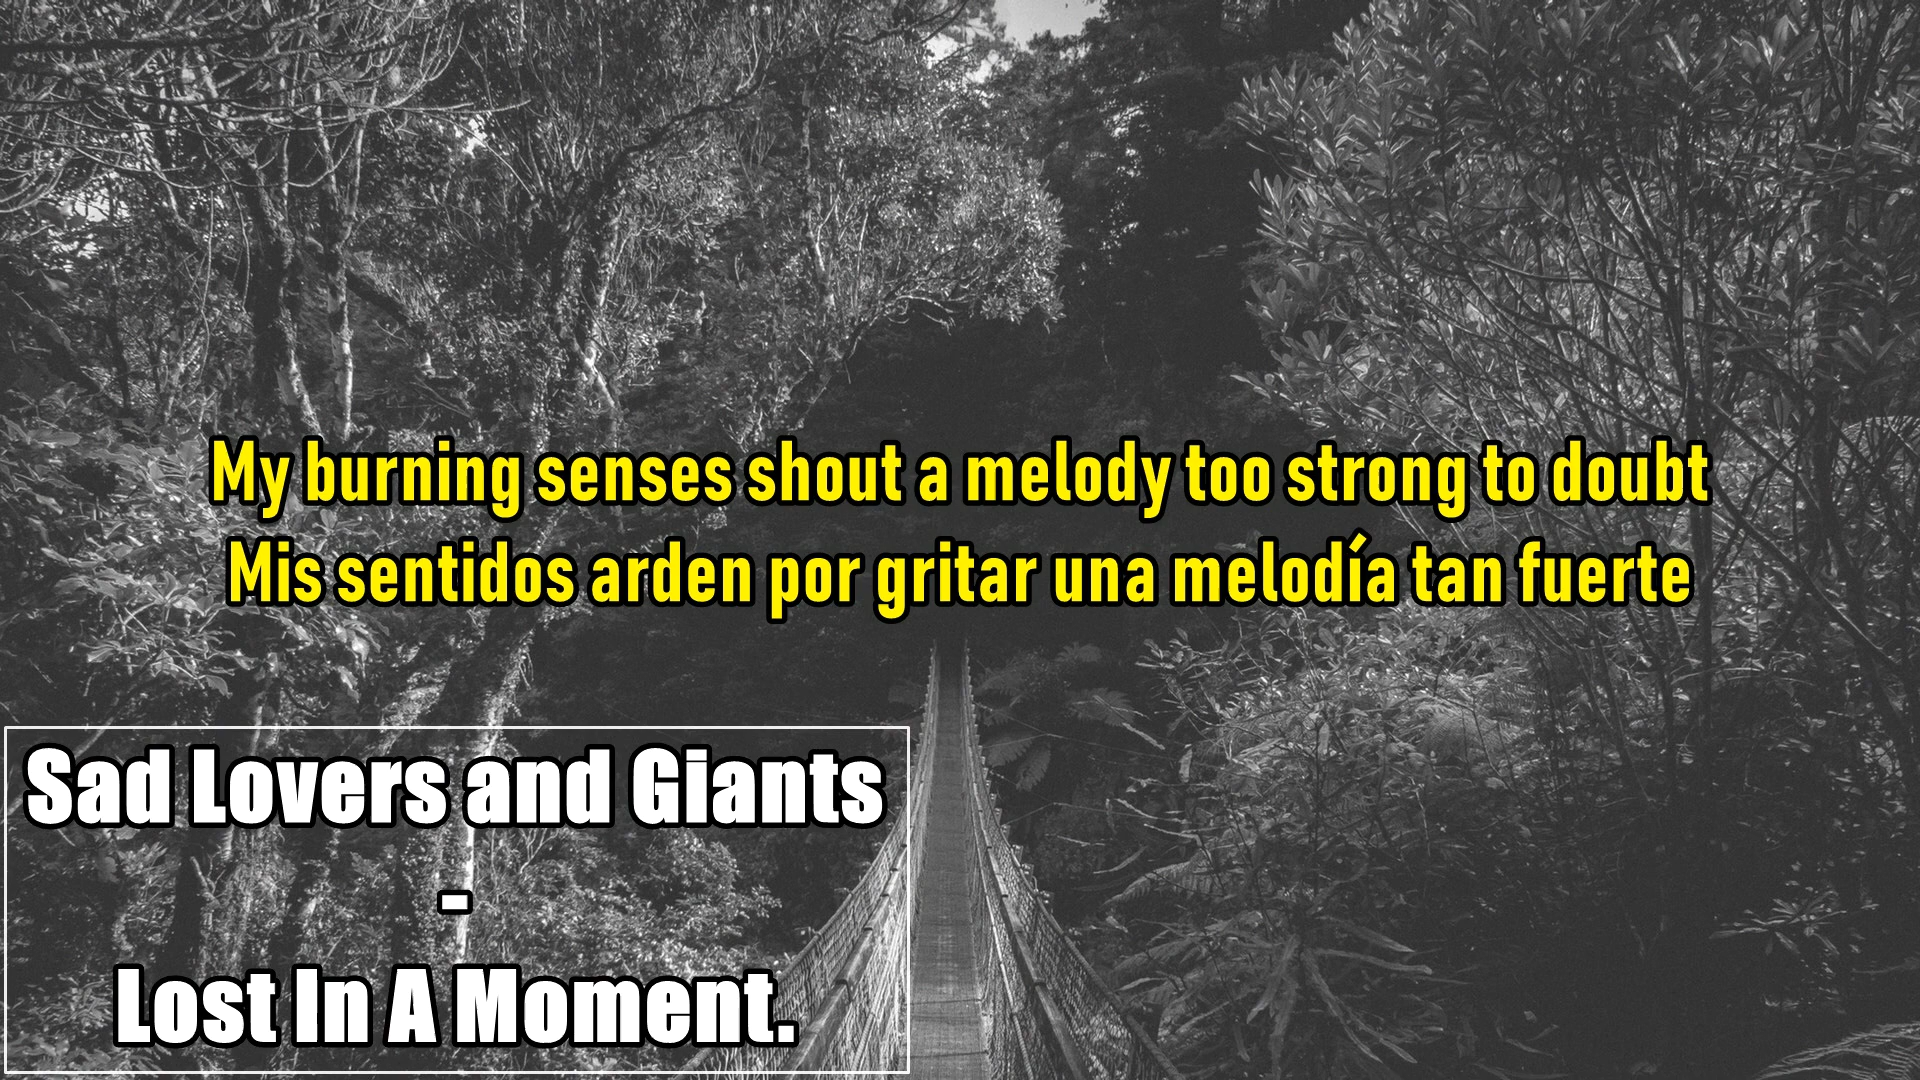 My burning senses shout a melody too strong to doubt
Mis sentidos arden por gritar una melodía tan fuerte
Sad Lovers and Giants
-
Lost In A Moment.